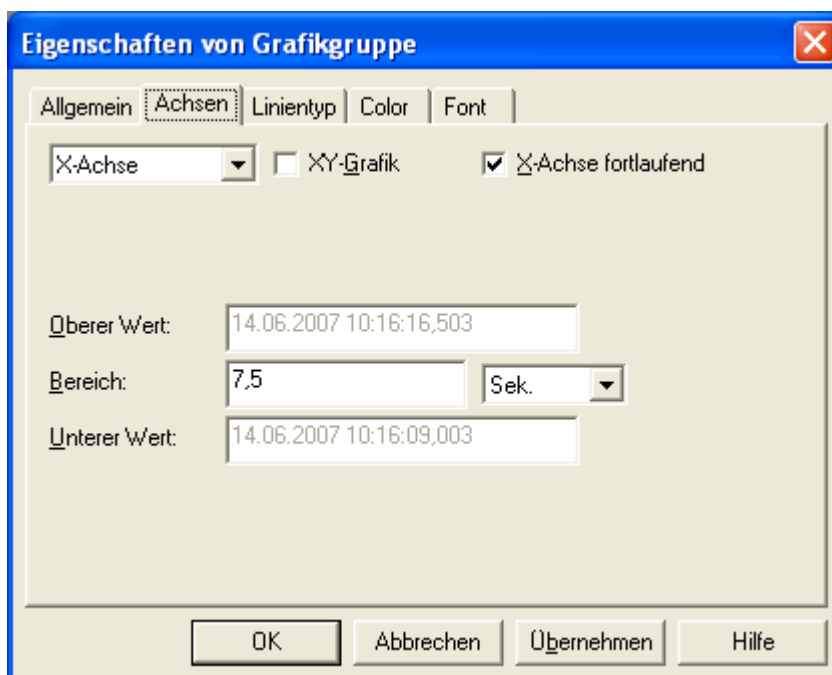 Eigenschaften von Grafikgruppe
Allgemein Achsen Linientyp Color Font
X-Achse XY-Grafik X-Achse fortlaufend
Oberer Wert: 14.06.2007 10:16:16,503
Bereich: 7,5 Sek.
Unterer Wert: 14.06.2007 10:16:09,003
OK Abbrechen Übernehmen Hilfe